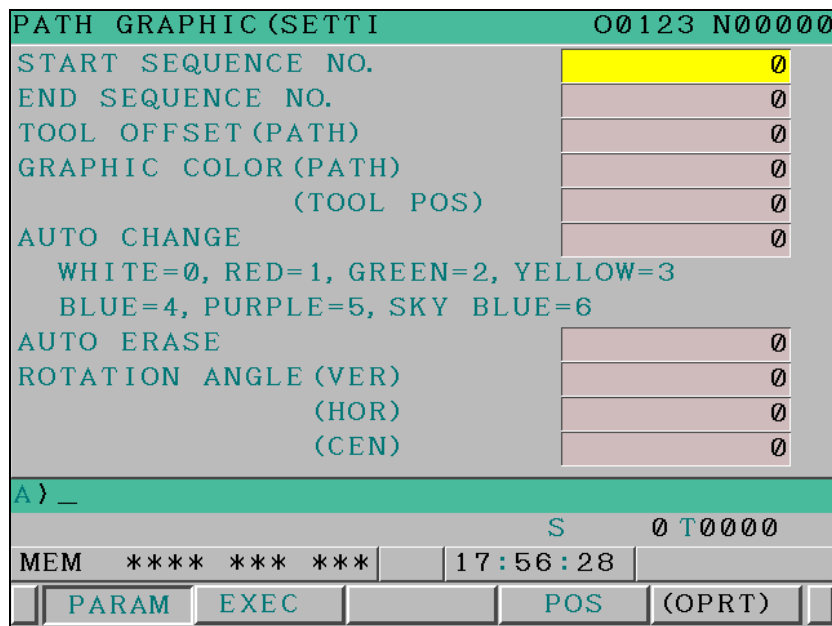 PATH GRAPHIC(SETTI O0123 N00000
START SEQUENCE NO. 0
END SEQUENCE NO. 0
TOOL OFFSET(PATH) 0
GRAPHIC COLOR(PATH) 0
(TOOL POS) 0
AUTO CHANGE 0
WHITE=0, RED=1, GREEN=2, YELLOW=3
BLUE=4, PURPLE=5, SKY BLUE=6
AUTO ERASE 0
ROTATION ANGLE(VER) 0
(HOR) 0
(CEN) 0
A)_
S 0 T0000
MEM **** *** *** 17:56:28
PARAM EXEC POS (OPRT)